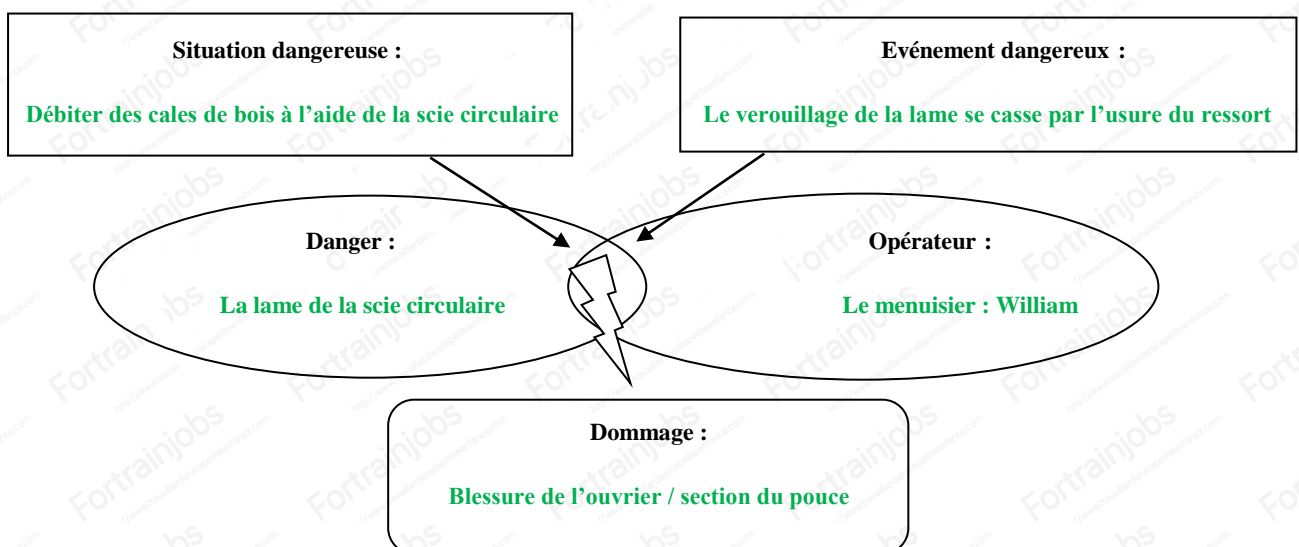 Situation dangereuse :
Débiter des cales de bois à l’aide de la scie circulaire
Evénement dangereux :
Le verouillage de la lame se casse par l’usure du ressort
Danger :
La lame de la scie circulaire
Opérateur :
Le menuisier : William
Dommage :
Blessure de l’ouvrier / section du pouce
Fortrainjobs